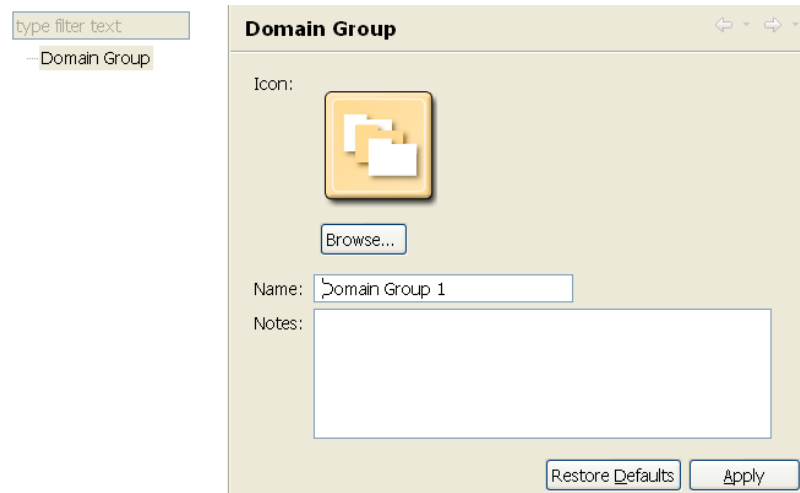 type filter text
Domain Group
Domain Group
Icon:
Browse...
Name: Domain Group 1
Notes:
Restore Defaults
Apply